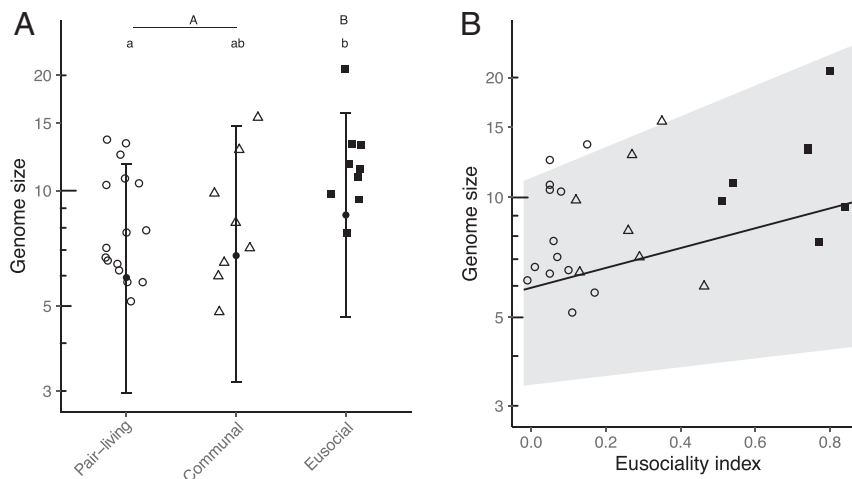 A
A
B
a
ab
b
20
15
10
5
3
Genome size
Pair–living
Communal
Eusocial
B
20
15
10
5
3
Genome size
0.0
0.2
0.4
0.6
0.8
Eusociality index